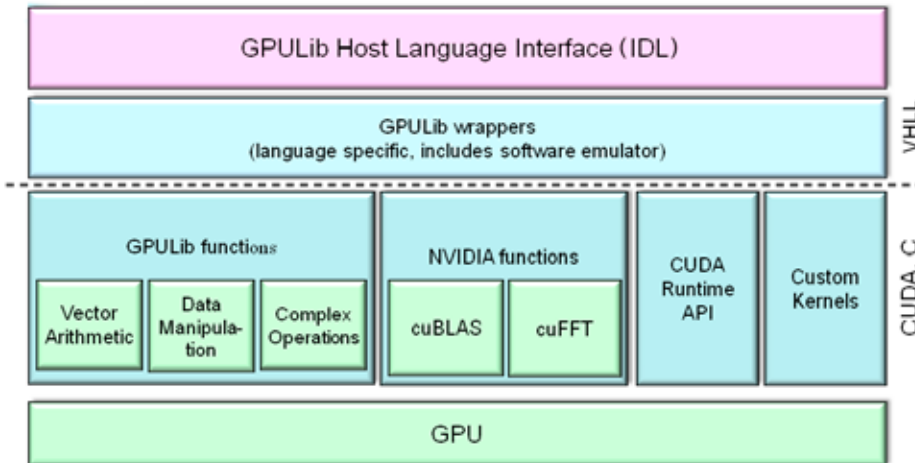 GPULib Host Language Interface (IDL)
GPULib wrappers
(language specific, includes software emulator)
VHLL
GPULib functions
Vector
Arithmetic
Data
Manipula-
tion
Complex
Operations
NVIDIA functions
cuBLAS
cuFFT
CUDA
Runtime
API
Custom
Kernels
CUDA C
GPU